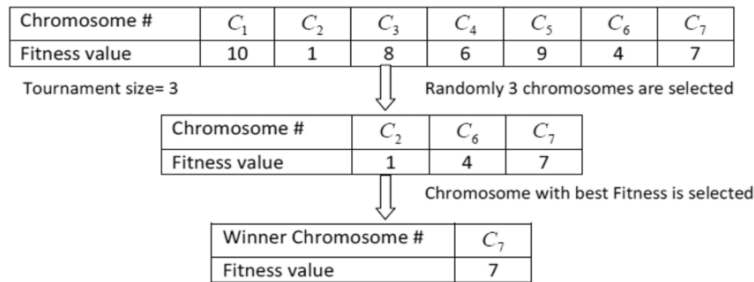 Chromosome # C₁ C₂ C₃ C₄ C₅ C₆ C₇
Fitness value 10 1 8 6 9 4 7
Tournament size= 3 Randomly 3 chromosomes are selected
Chromosome # C₂ C₆ C₇
Fitness value 1 4 7
Chromosome with best Fitness is selected
Winner Chromosome # C₇
Fitness value 7